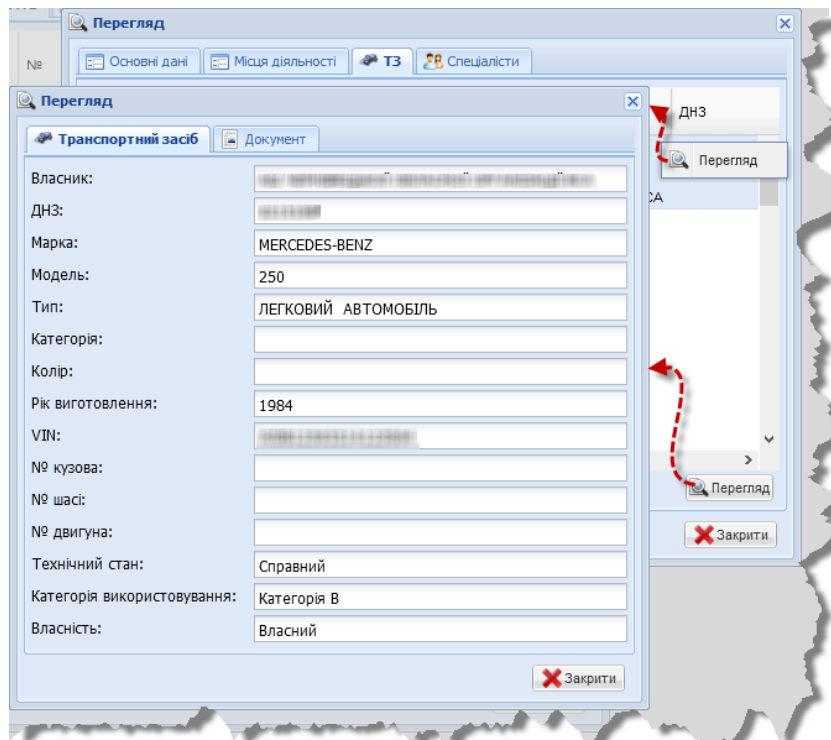 Перегляд
№
Основні дані Місця діяльності ТЗ Спеціалісти
Перегляд
ДНЗ
Транспортний засіб Документ
Перегляд
Власник:
СА
ДНЗ:
Марка: MERCEDES-BENZ
Модель: 250
Тип: ЛЕГКОВИЙ АВТОМОБІЛЬ
Категорія:
Колір:
Рік виготовлення: 1984
VIN:
№ кузова:
Перегляд
№ шасі:
№ двигуна:
Закрити
Технічний стан: Справний
Категорія використовування: Категорія В
Власність: Власний
Закрити